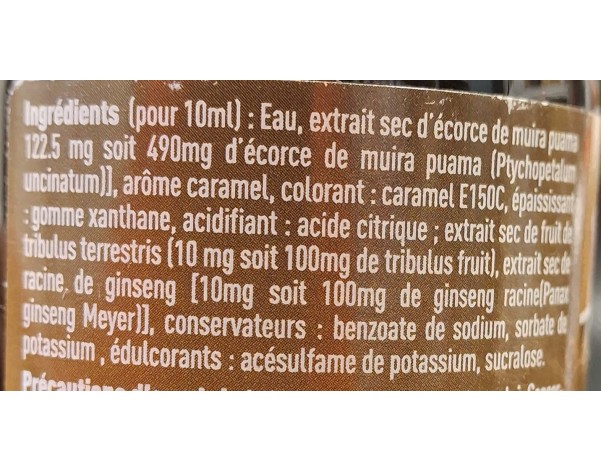 Ingrédients (pour 10ml) : Eau, extrait sec d'écorce de muira puama
122.5 mg soit 490mg d'écorce de muira puama (Ptychopetalum
uncinatum)], arôme caramel, colorant : caramel E150C, épaississant
: gomme xanthane, acidifiant : acide citrique ; extrait sec de fruit de
tribulus terrestris (10 mg soit 100mg de tribulus fruit), extrait sec de
racine de ginseng [10mg soit 100mg de ginseng racine(Panax
ginseng Meyer)], conservateurs : benzoate de sodium, sorbate de
potassium , édulcorants : acésulfame de potassium, sucralose.
Précautions